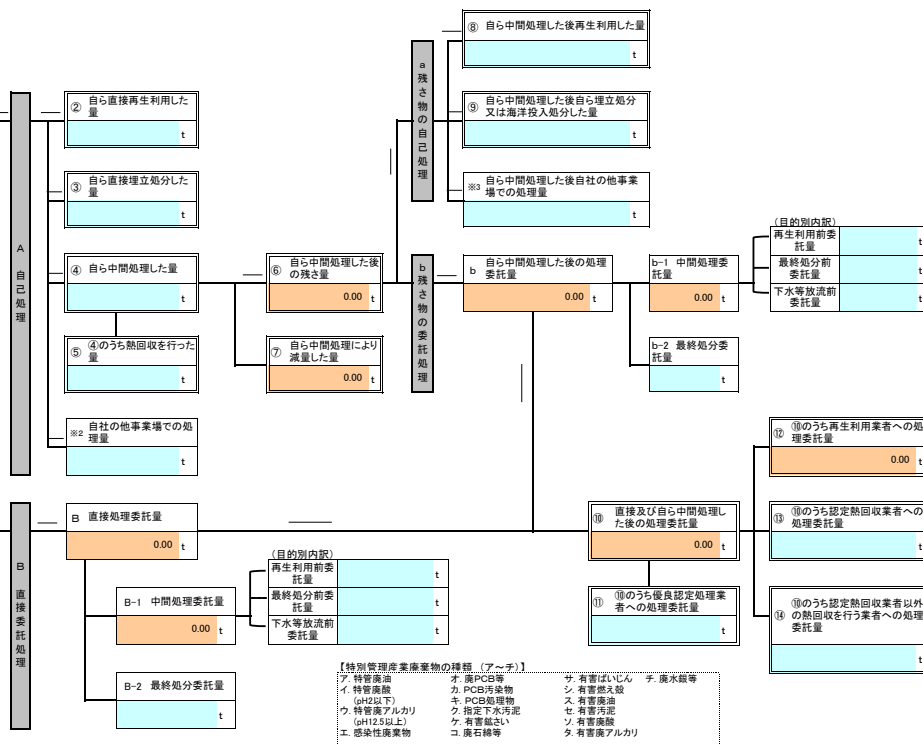 ⑧ 自ら中間処理した後再生利用した量
t
a 残さ物の自己処理
② 自ら直接再生利用した
量
t
⑨ 自ら中間処理した後自ら埋立処分
又は海洋投入処分した量
t
③ 自ら直接埋立処分した
量
t
※3 自ら中間処理した後自社の他事業
場での処理量
t
A 自己処理
④ 自ら中間処理した量
t
⑥ 自ら中間処理した後
の残さ量
0.00 t
b 残さ物の委託処理
b 自ら中間処理した後の処理
委託量
0.00 t
b-1 中間処理委
託量
0.00 t
(目的別内訳)
再生利用前委
託量
t
最終処分前
委託量
t
下水等放流前
委託量
t
⑤ ④のうち熱回収を行った
量
t
⑦ 自ら中間処理により
減量した量
0.00 t
b-2 最終処分委
託量
t
※2 自社の他事業場での処
理量
t
⑫ ⑩のうち再生利用業者への処
理委託量
0.00 t
B 直接委託処理
B 直接処理委託量
0.00 t
⑩ 直接及び自ら中間処理し
た後の処理委託量
0.00 t
⑬ ⑩のうち認定熱回収業者への
処理委託量
t
B-1 中間処理委託量
0.00 t
(目的別内訳)
再生利用前委
託量
t
最終処分前委
託量
t
下水等放流前
委託量
t
⑪ ⑩のうち優良認定処理業
者への処理委託量
t
⑭ ⑩のうち認定熱回収業者以外
の熱回収を行う業者への処理
委託量
t
B-2 最終処分委託量
t
【特別管理産業廃棄物の種類 (ア~チ)】
ア. 特管廃油 オ. 廃PCB等 サ. 有害ばいじん チ. 廃水銀等
イ. 特管廃酸 カ. PCB汚染物 シ. 有害燃え殻
(pH2以下) キ. PCB処理物 ス. 有害廃油
ウ. 特管廃アルカリ ク. 指定下水汚泥 セ. 有害汚泥
(pH12.5以上) ケ. 有害鉱さい ソ. 有害廃酸
エ. 感染性廃棄物 コ. 廃石綿等 タ. 有害廃アルカリ